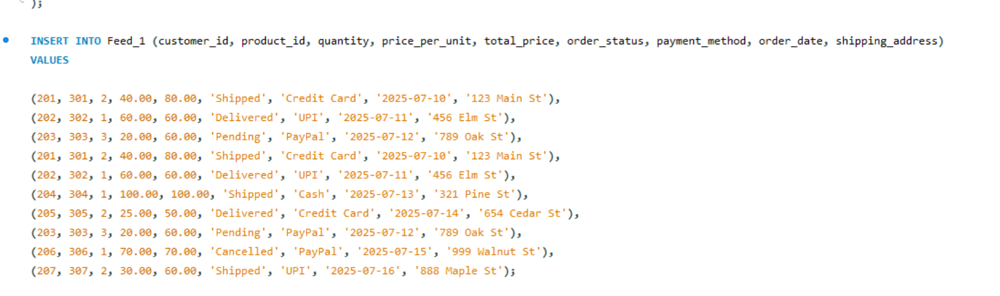 );
INSERT INTO Feed_1 (customer_id, product_id, quantity, price_per_unit, total_price, order_status, payment_method, order_date, shipping_address)
VALUES
(201, 301, 2, 40.00, 80.00, 'Shipped', 'Credit Card', '2025-07-10', '123 Main St'),
(202, 302, 1, 60.00, 60.00, 'Delivered', 'UPI', '2025-07-11', '456 Elm St'),
(203, 303, 3, 20.00, 60.00, 'Pending', 'PayPal', '2025-07-12', '789 Oak St'),
(201, 301, 2, 40.00, 80.00, 'Shipped', 'Credit Card', '2025-07-10', '123 Main St'),
(202, 302, 1, 60.00, 60.00, 'Delivered', 'UPI', '2025-07-11', '456 Elm St'),
(204, 304, 1, 100.00, 100.00, 'Shipped', 'Cash', '2025-07-13', '321 Pine St'),
(205, 305, 2, 25.00, 50.00, 'Delivered', 'Credit Card', '2025-07-14', '654 Cedar St'),
(203, 303, 3, 20.00, 60.00, 'Pending', 'PayPal', '2025-07-12', '789 Oak St'),
(206, 306, 1, 70.00, 70.00, 'Cancelled', 'PayPal', '2025-07-15', '999 Walnut St'),
(207, 307, 2, 30.00, 60.00, 'Shipped', 'UPI', '2025-07-16', '888 Maple St');